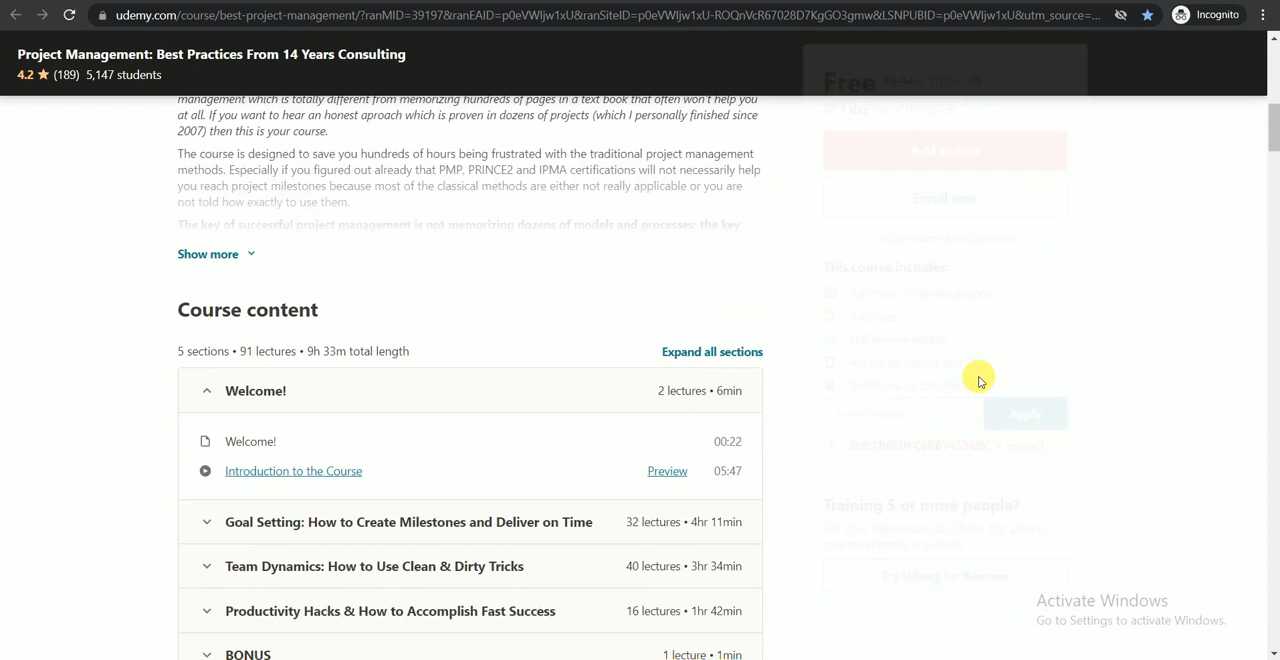 udemy.com/course/best-project-management/?ranMID=39197&ranEAID=p0eVWIjw1xU&ranSiteID=p0eVWIjw1xU-ROQnVcR67028D7KgGO3gmw&LSNPUBID=p0eVWIjw1xU&utm_source=...
Incognito
Project Management: Best Practices From 14 Years Consulting
4.2 ★ (189) 5,147 students
Free
management which is totally different from memorizing hundreds of pages in a text book that often won't help you
at all. If you want to hear an honest aproach which is proven in dozens of projects (which I personally finished since
2007) then this is your course.
The course is designed to save you hundreds of hours being frustrated with the traditional project management
methods. Especially if you figured out already that PMP, PRINCE2 and IPMA certifications will not necessarily help
you reach project milestones because most of the classical methods are either not really applicable or you are
not told how exactly to use them.
The key of successful project management is not memorizing dozens of models and processes: the key
Show more
Course content
5 sections • 91 lectures • 9h 33m total length
Expand all sections
Welcome!
2 lectures • 6min
Welcome!
00:22
Introduction to the Course
Preview
05:47
Goal Setting: How to Create Milestones and Deliver on Time
32 lectures • 4hr 11min
Team Dynamics: How to Use Clean & Dirty Tricks
40 lectures • 3hr 34min
Productivity Hacks & How to Accomplish Fast Success
16 lectures • 1hr 42min
BONUS
1 lecture • 1min
Add to cart
Enroll now
This course includes:
Full lifetime access
Apply
Training 5 or more people?
Try Udemy for Business
Activate Windows
Go to Settings to activate Windows.